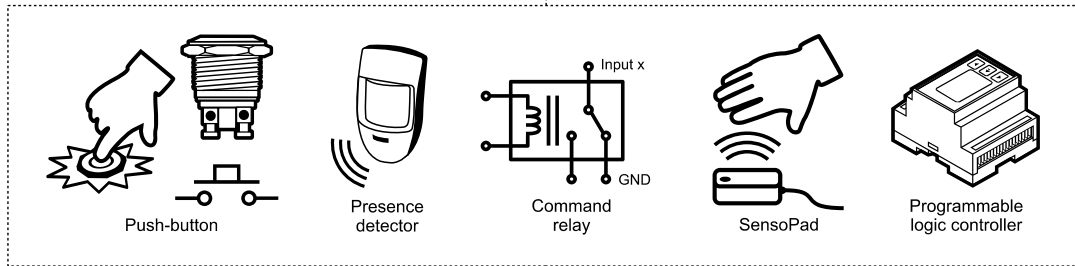 Input x
GND
Push-button
Presence
detector
Command
relay
SensoPad
Programmable
logic controller